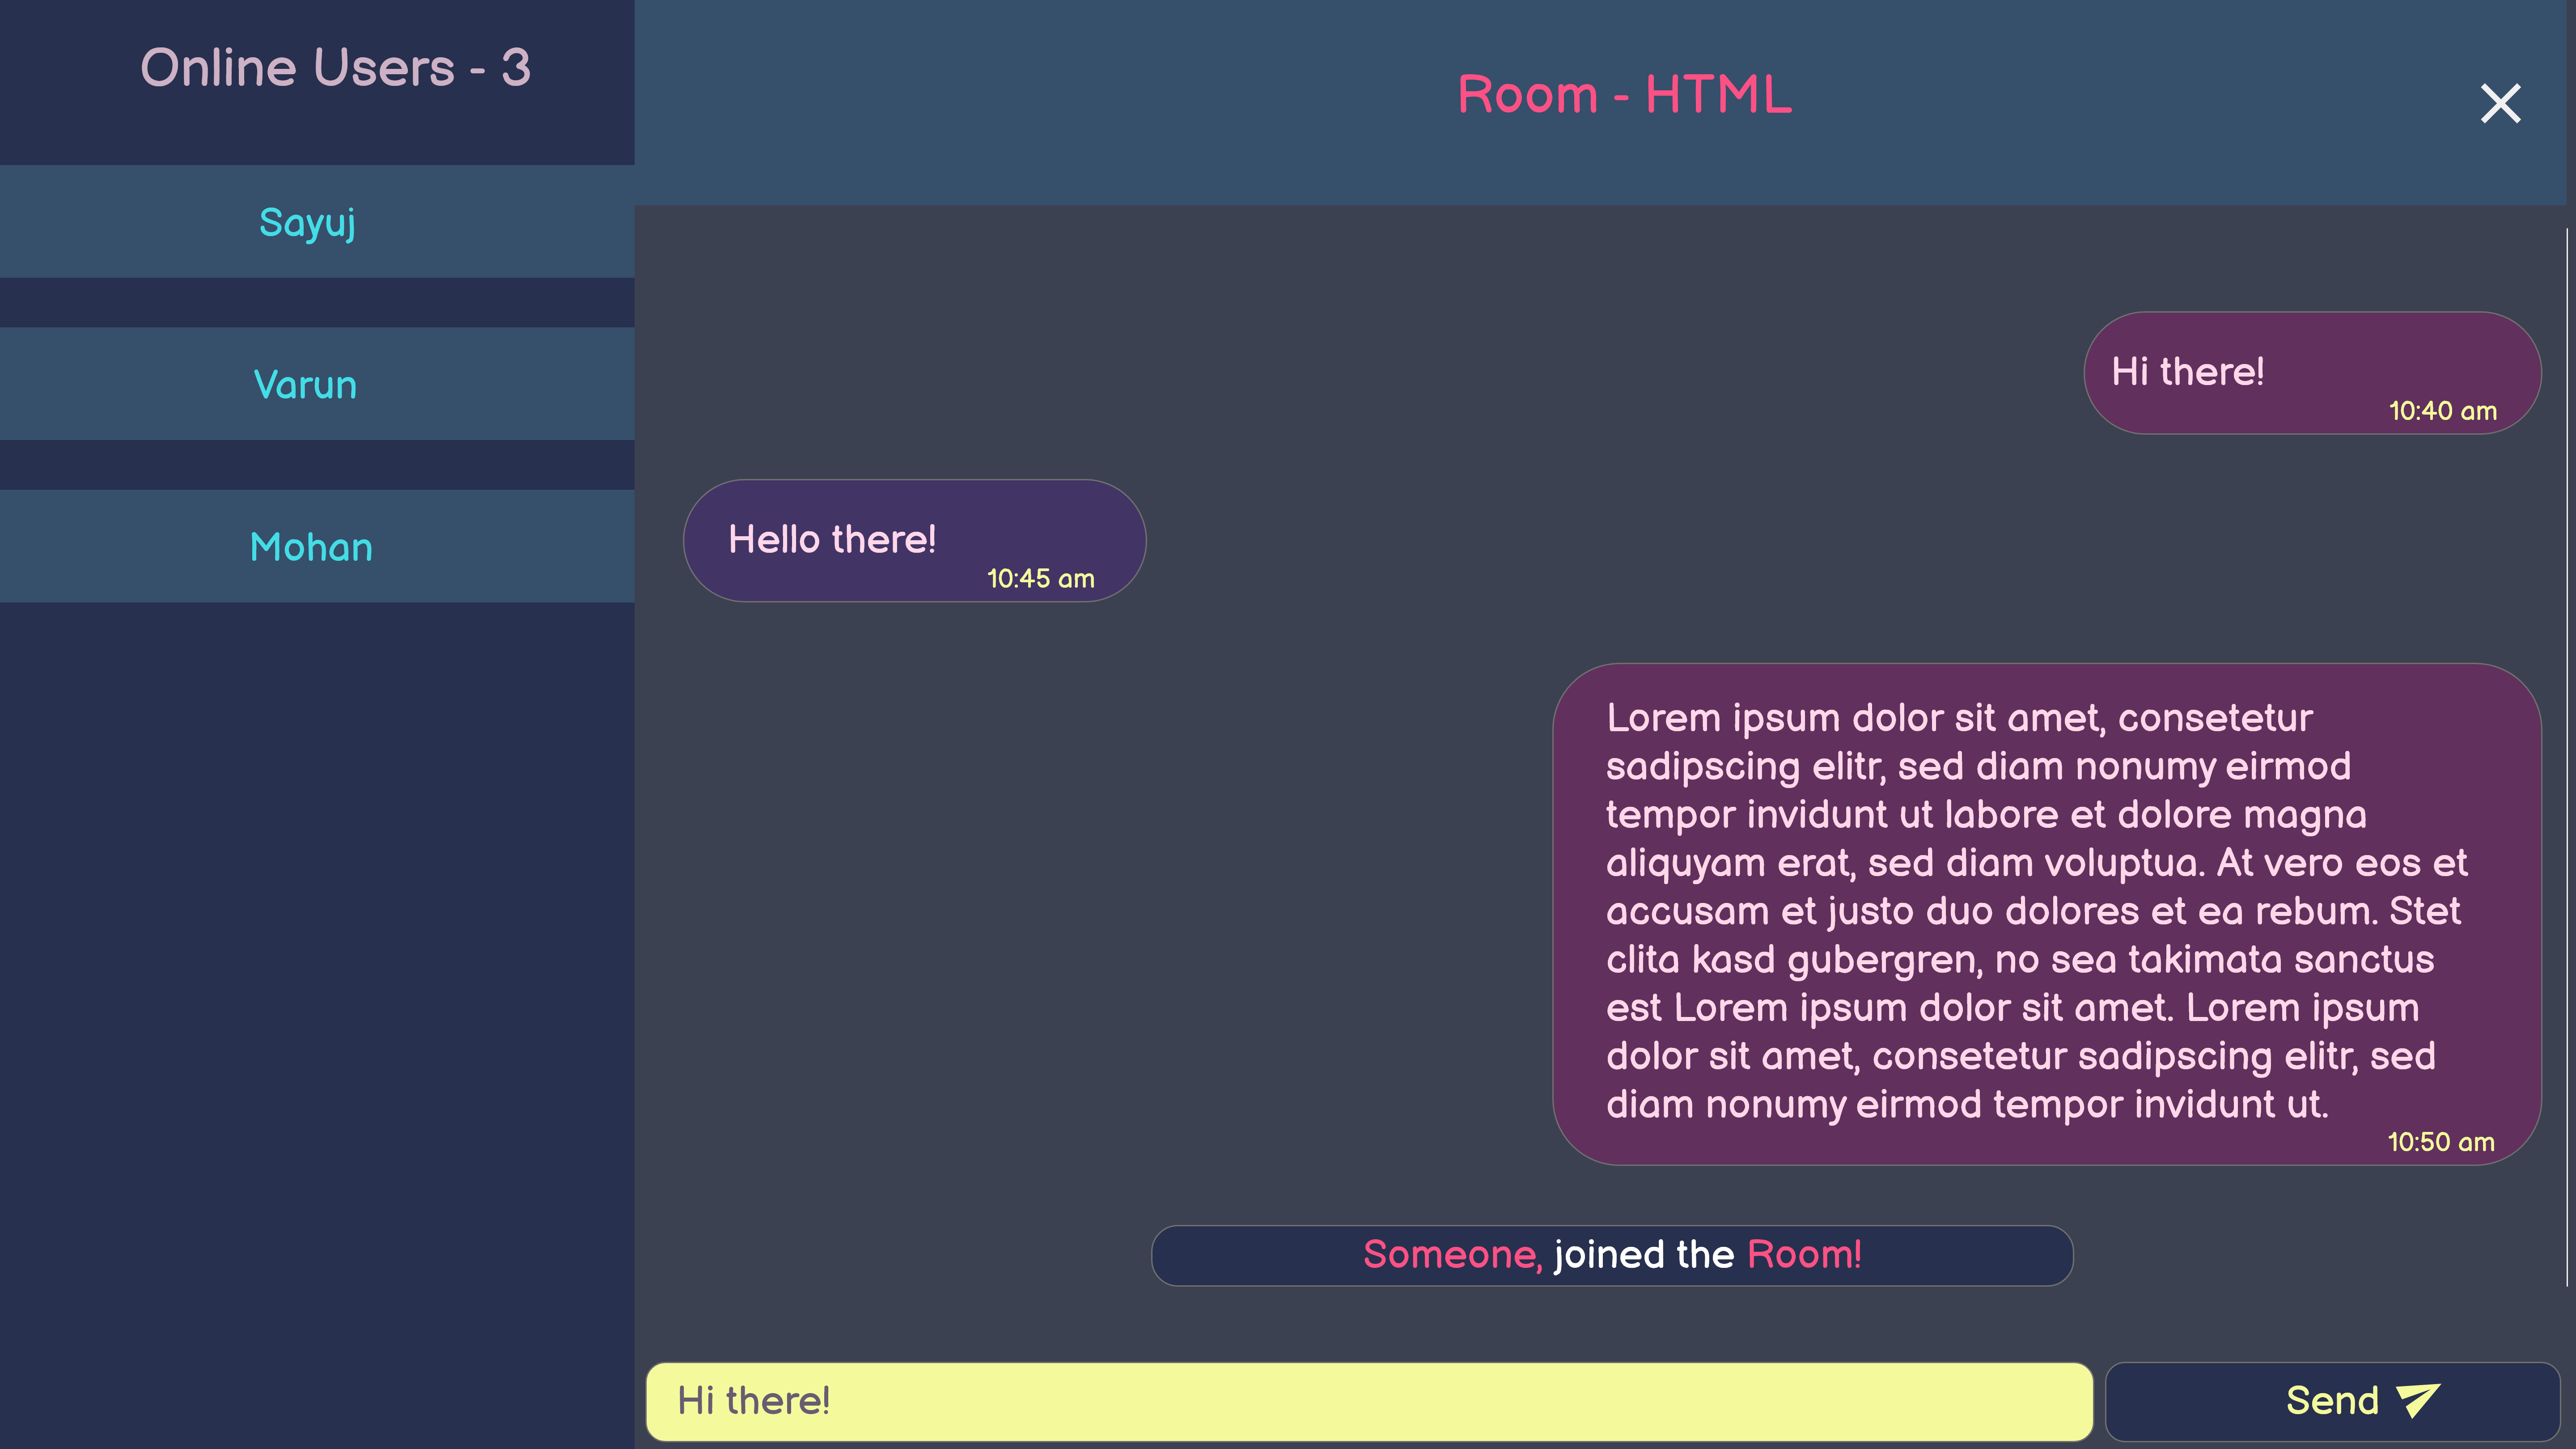 Online Users - 3
Sayuj
Varun
Mohan
Room - HTML
Hi there!
10:40 am
Hello there!
10:45 am
Lorem ipsum dolor sit amet, consetetur
sadipscing elitr, sed diam nonumy eirmod
tempor invidunt ut labore et dolore magna
aliquyam erat, sed diam voluptua. At vero eos et
accusam et justo duo dolores et ea rebum. Stet
clita kasd gubergren, no sea takimata sanctus
est Lorem ipsum dolor sit amet. Lorem ipsum
dolor sit amet, consetetur sadipscing elitr, sed
diam nonumy eirmod tempor invidunt ut.
10:50 am
Someone, joined the Room!
Hi there!
Send